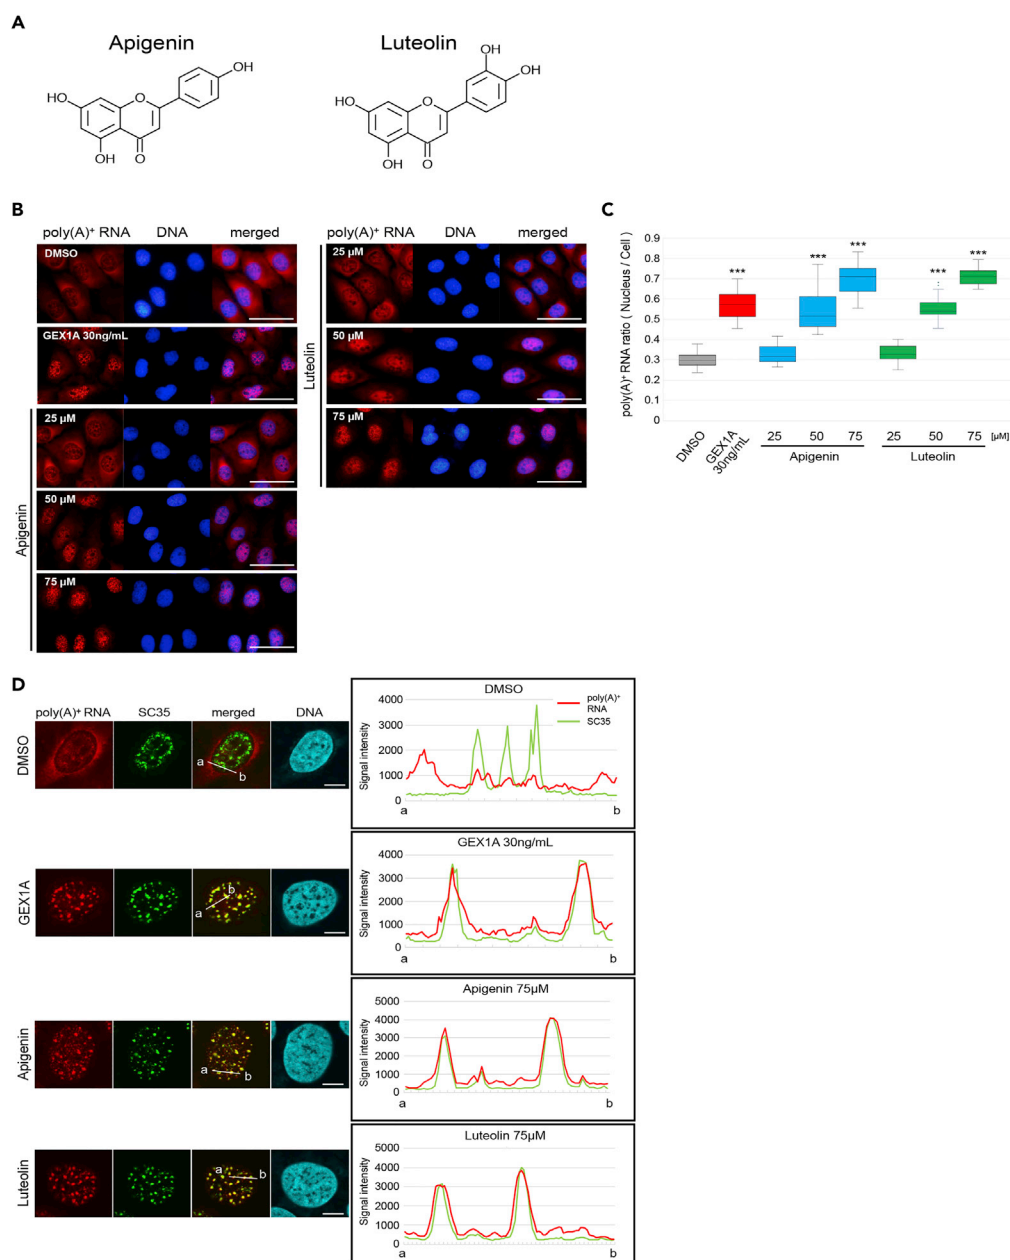 A
Apigenin
Luteolin
OH
HO
O
OH
O
OH
OH
HO
O
OH
O
B
poly(A)+ RNA DNA merged
DMSO
GEX1A 30ng/mL
Apigenin
25 µM
50 µM
75 µM
poly(A)+ RNA DNA merged
Luteolin
25 µM
50 µM
75 µM
C
poly(A)+ RNA ratio ( Nucleus / Cell )
0.9
0.8
0.7
0.6
0.5
0.4
0.3
0.2
0.1
0
***
***
***
***
***
DMSO
GEX1A
30ng/mL
25 50 75 25 50 75 [µM]
Apigenin Luteolin
D
poly(A)+ RNA SC35 merged DNA
DMSO
a
b
DMSO
poly(A)+
RNA
SC35
Signal intensity
4000
3000
2000
1000
0
a b
GEX1A
a
b
GEX1A 30ng/mL
Signal intensity
4000
3000
2000
1000
0
a b
Apigenin
a
b
Apigenin 75µM
Signal intensity
5000
4000
3000
2000
1000
0
a b
Luteolin
a
b
Luteolin 75µM
Signal intensity
5000
4000
3000
2000
1000
0
a b